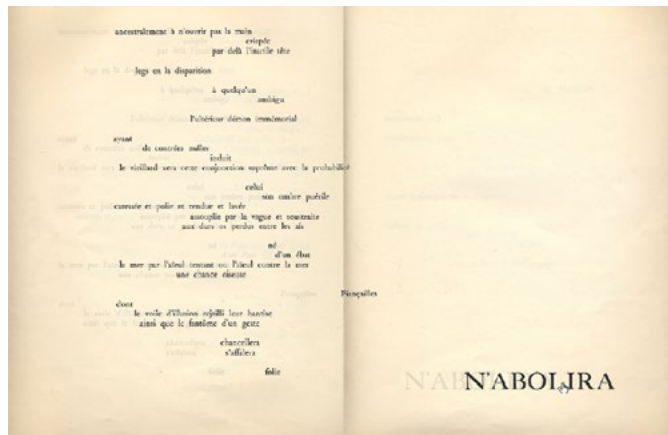 ancestralement à n'ouvrir pas la main
crispée
par delà l'inutile tête
legs en la disparition
à quelqu'un
ambigu
l'ultérieur démon immémorial
ayant
de contrées nulles
induit
le vieillard vers cette conjonction suprême avec la probabilité
celui
son ombre puérile
caressée et polie et rendue et lavée
assouplie par la vague et soustraite
aux durs os perdus entre les ais
né
d'un ébat
la mer par l'aïeul tentant ou l'aïeul contre la mer
une chance oiseuse
Fiançailles
dont
le voile d'illusion rejailli leur hantise
ainsi que le fantôme d'un geste
chancellera
s'affalera
folie
N'ABOLIRA